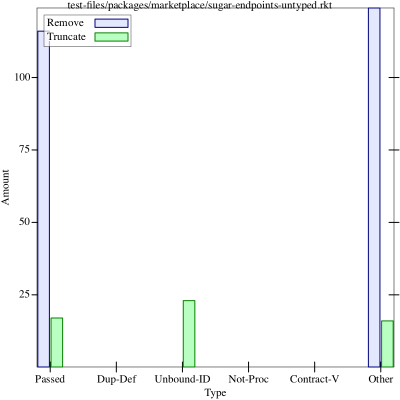 test-files/packages/marketplace/sugar-endpoints-untyped.rkt
Remove
Truncate
100
75
50
25
Amount
Passed Dup-Def Unbound-ID Not-Proc Contract-V Other
Type